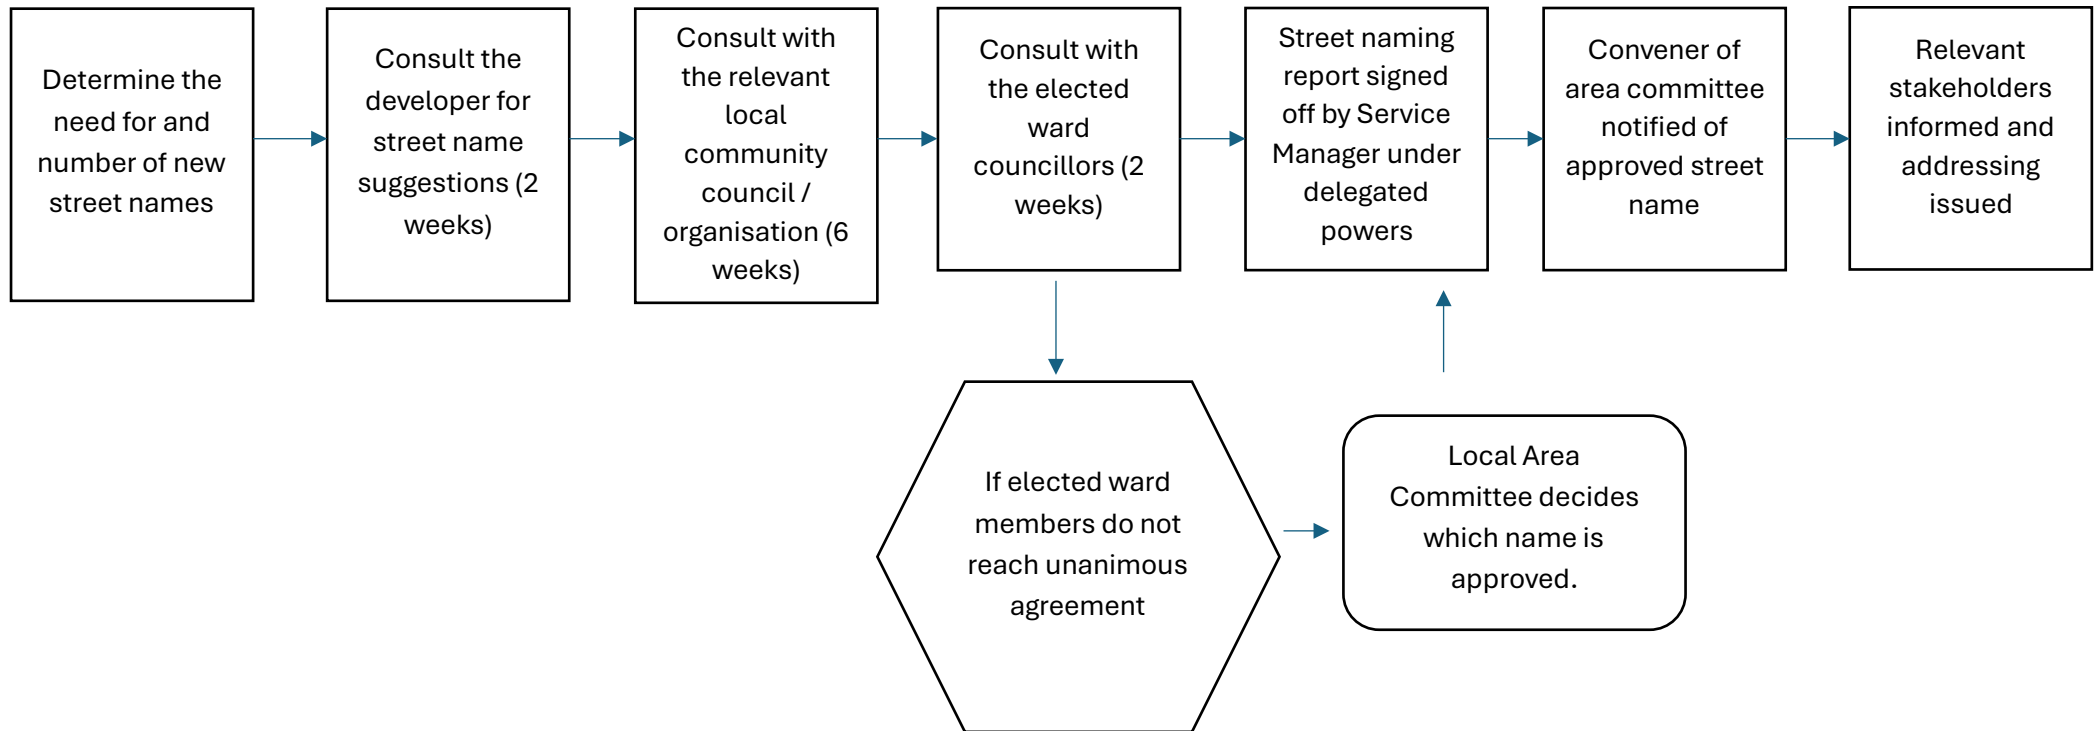 Determine the
need for and
number of new
street names
Consult the
developer for
street name
suggestions (2
weeks)
Consult with
the relevant
local
community
council /
organisation (6
weeks)
Consult with
the elected
ward
councillors (2
weeks)
Street naming
report signed
off by Service
Manager under
delegated
powers
Convener of
area committee
notified of
approved street
name
Relevant
stakeholders
informed and
addressing
issued
If elected ward
members do not
reach unanimous
agreement
Local Area
Committee decides
which name is
approved.